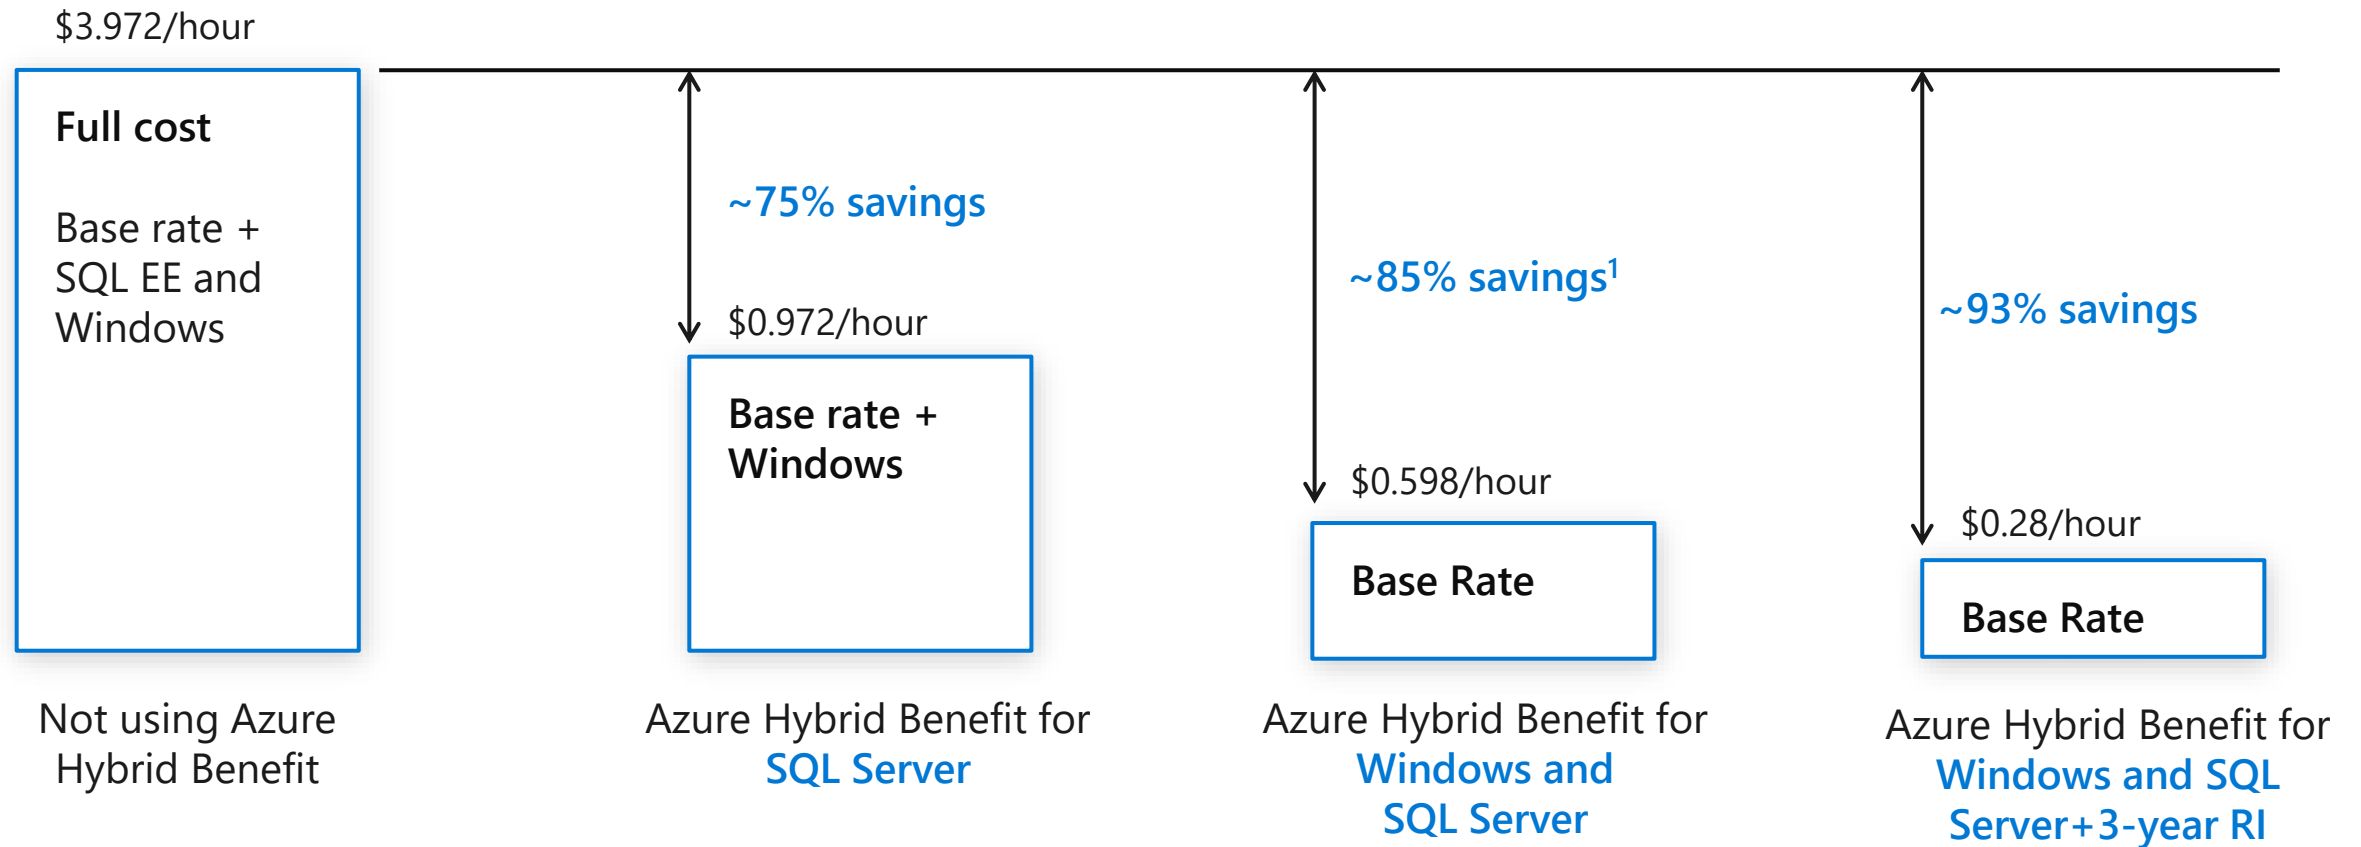 $3.972/hour
Full cost
Base rate +
SQL EE and
Windows
Not using Azure
Hybrid Benefit
~75% savings
$0.972/hour
Base rate +
Windows
Azure Hybrid Benefit for
SQL Server
~85% savings¹
$0.598/hour
Base Rate
Azure Hybrid Benefit for
Windows and
SQL Server
~93% savings
$0.28/hour
Base Rate
Azure Hybrid Benefit for
Windows and SQL
Server+3-year RI